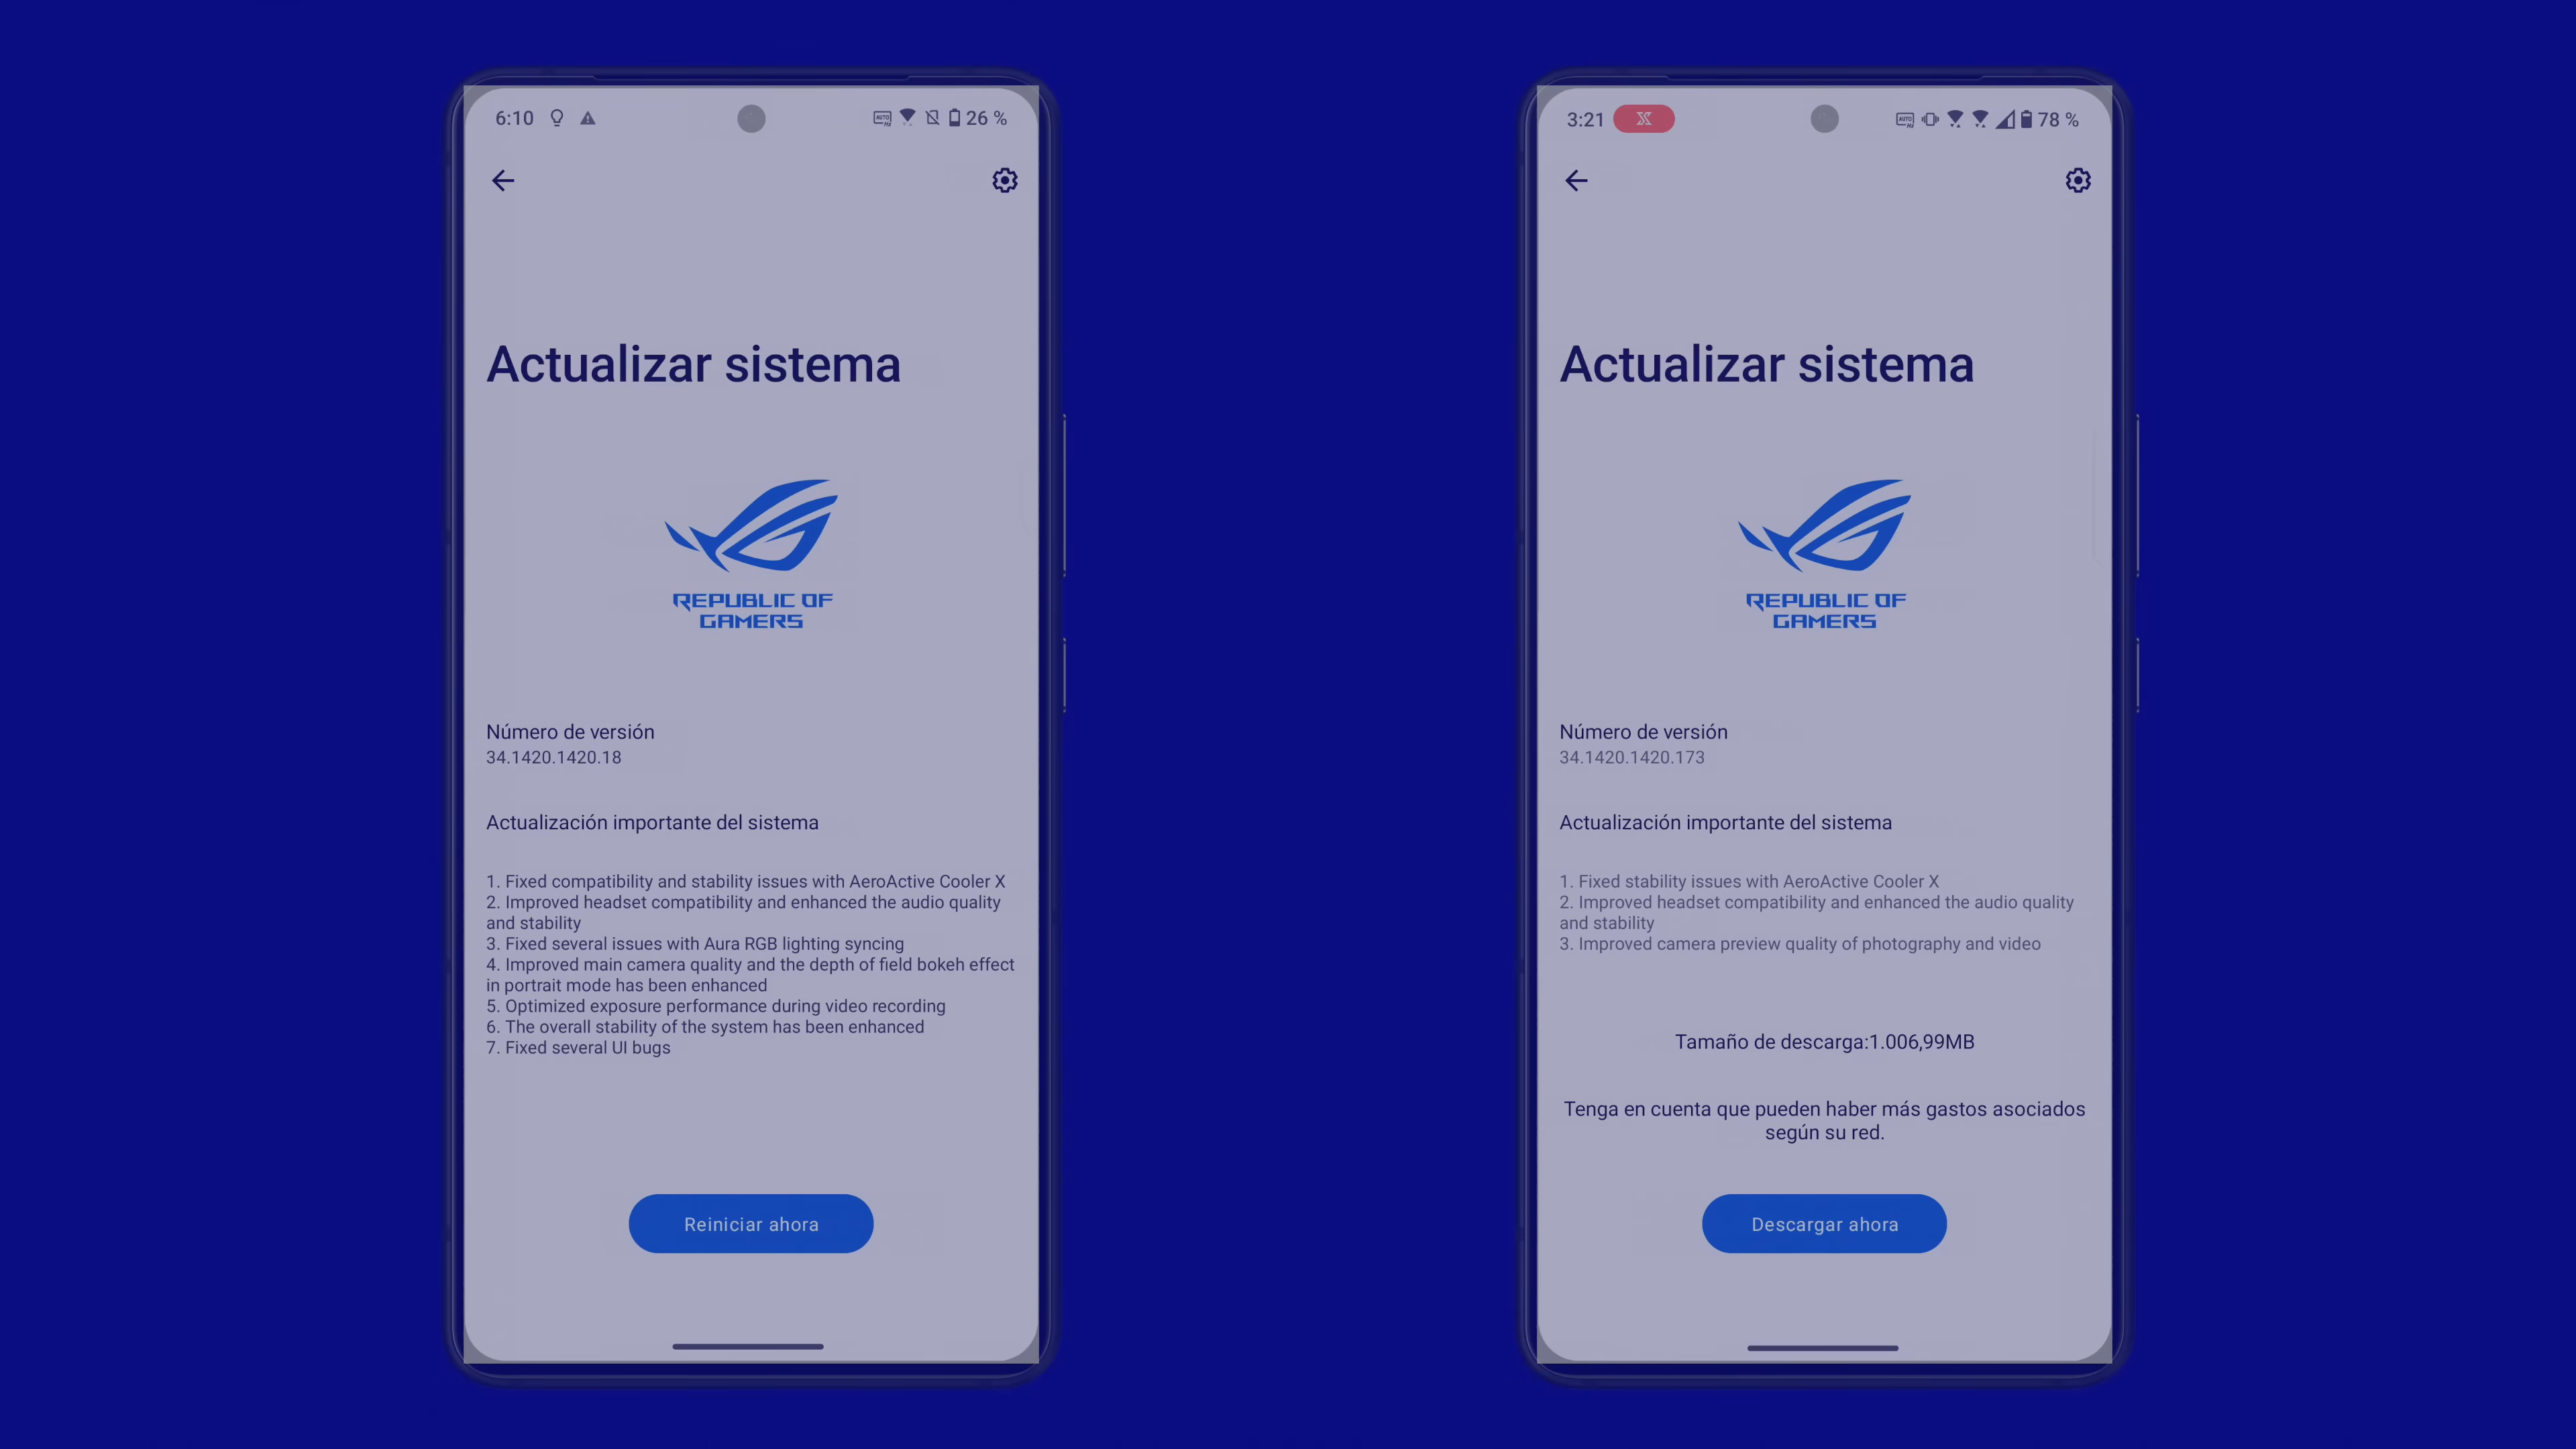 6:10
26 %
Actualizar sistema
REPUBLIC OF
GAMERS
Número de versión
34.1420.1420.18
Actualización importante del sistema
1. Fixed compatibility and stability issues with AeroActive Cooler X
2. Improved headset compatibility and enhanced the audio quality
and stability
3. Fixed several issues with Aura RGB lighting syncing
4. Improved main camera quality and the depth of field bokeh effect
in portrait mode has been enhanced
5. Optimized exposure performance during video recording
6. The overall stability of the system has been enhanced
7. Fixed several UI bugs
Reiniciar ahora
3:21
78 %
Actualizar sistema
REPUBLIC OF
GAMERS
Número de versión
34.1420.1420.173
Actualización importante del sistema
1. Fixed stability issues with AeroActive Cooler X
2. Improved headset compatibility and enhanced the audio quality
and stability
3. Improved camera preview quality of photography and video
Tamaño de descarga:1.006,99MB
Tenga en cuenta que pueden haber más gastos asociados
según su red.
Descargar ahora